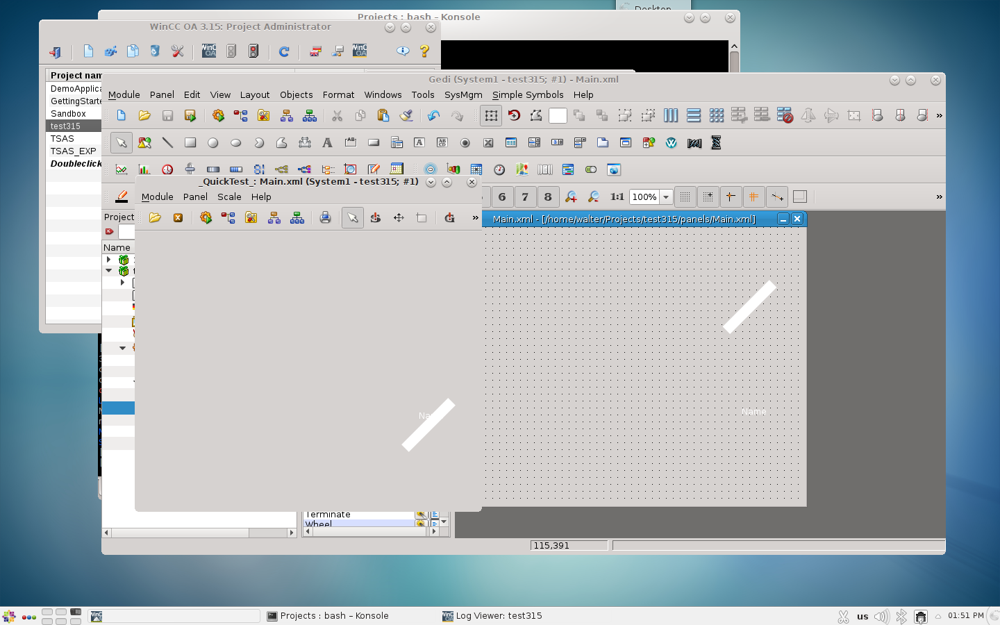 Desktop
Projects : bash – Konsole
WinCC OA 3.15: Project Administrator
Project nam
DemoApplica
GettingStarte
Sandbox
test315
TSAS
TSAS_EXP
Doubleclick
Gedi (System1 - test315; #1) - Main.xml
Module Panel Edit View Layout Objects Format Windows Tools SysMgm Simple Symbols Help
6 7 8 1:1 100%
_QuickTest_: Main.xml (System1 - test315; #1)
Module Panel Scale Help
Project
Name
Main.xml - [/home/walter/Projects/test315/panels/Main.xml]
Name
Na
Terminate
Wheel
115,391
Projects : bash – Konsole
Log Viewer: test315
us
01:51 PM